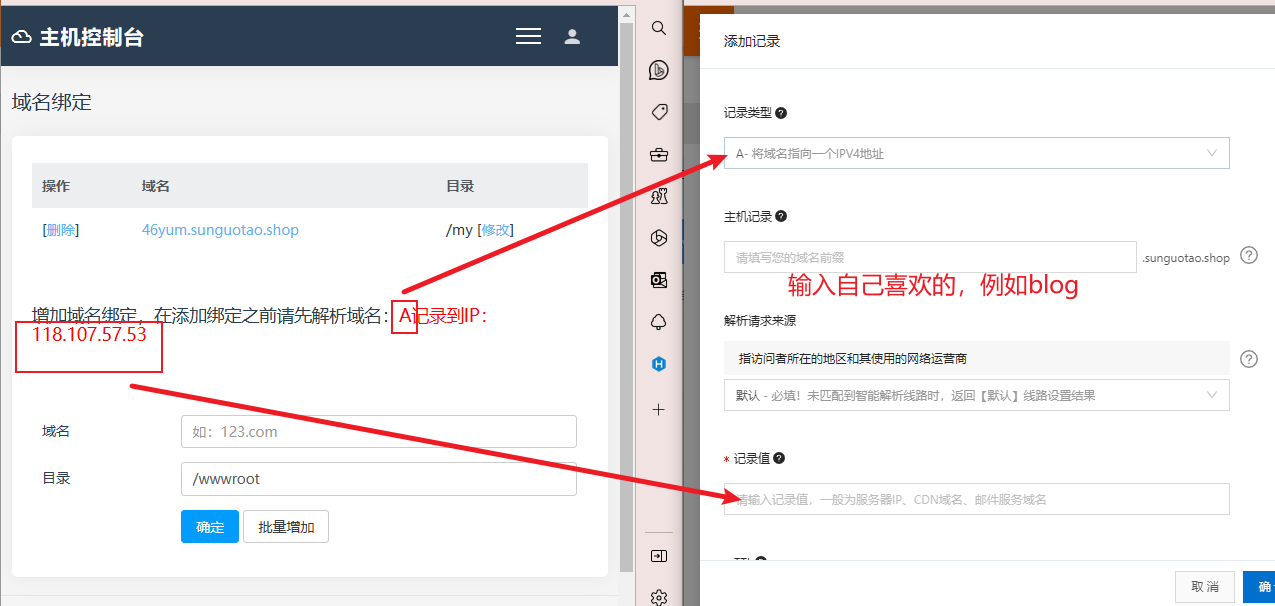 主机控制台
域名绑定
操作 域名 目录
[删除] 46yum.sunguotao.shop /my [修改]
增加域名绑定，在添加绑定之前请先解析域名：A记录到IP：
118.107.57.53
域名 如：123.com
目录 /wwwroot
确定 批量增加
添加记录
记录类型
A- 将域名指向一个IPV4地址
主机记录
请填写您的域名前缀 .sunguotao.shop
输入自己喜欢的，例如blog
解析请求来源
指访问者所在的地区和其使用的网络运营商
默认 - 必填！未匹配到智能解析线路时，返回【默认】线路设置结果
* 记录值
请输入记录值，一般为服务器IP、CDN域名、邮件服务域名
取 消 确